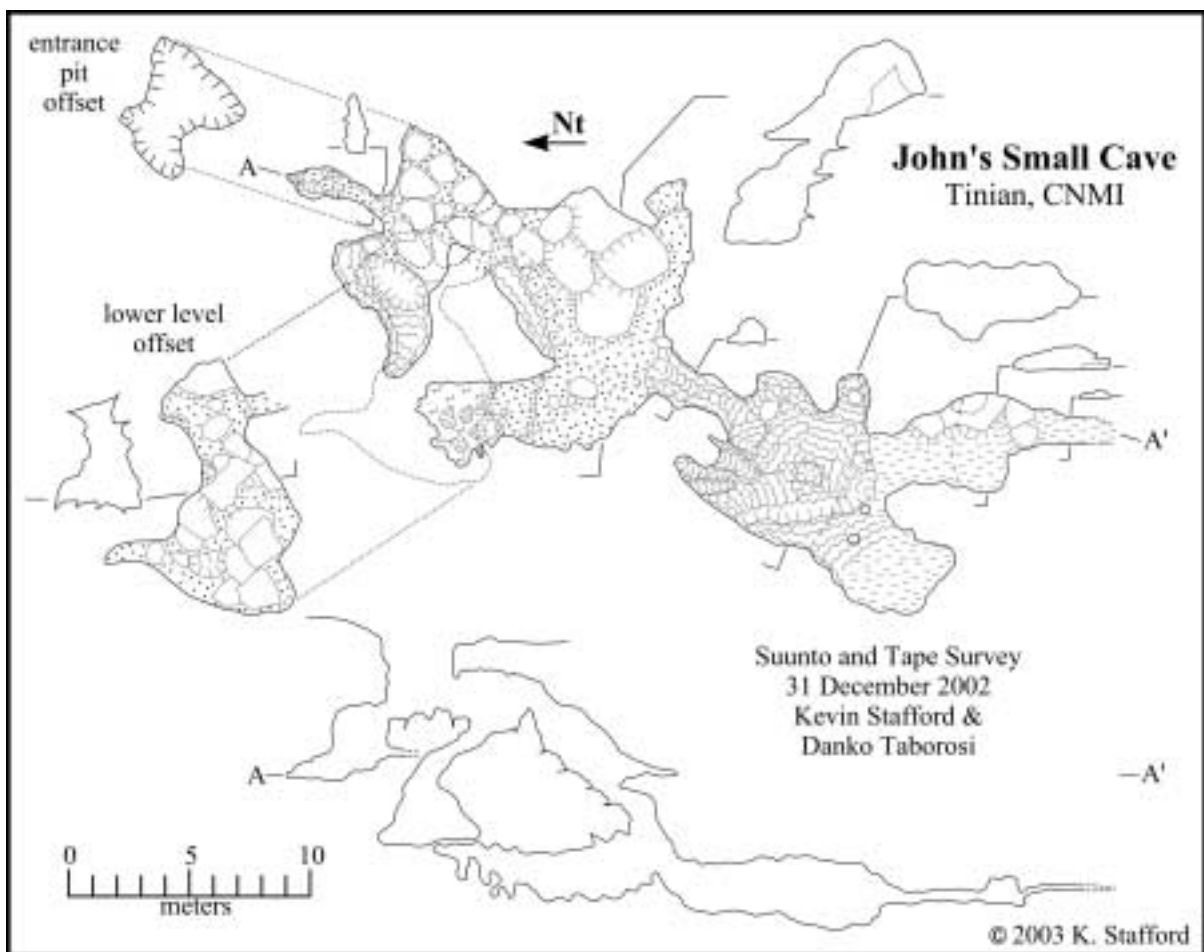 entrance
pit
offset
Nt
A
John's Small Cave
Tinian, CNMI
lower level
offset
A'
Suunto and Tape Survey
31 December 2002
Kevin Stafford &
Danko Taborosi
A
A'
0 5 10
meters
© 2003 K. Stafford